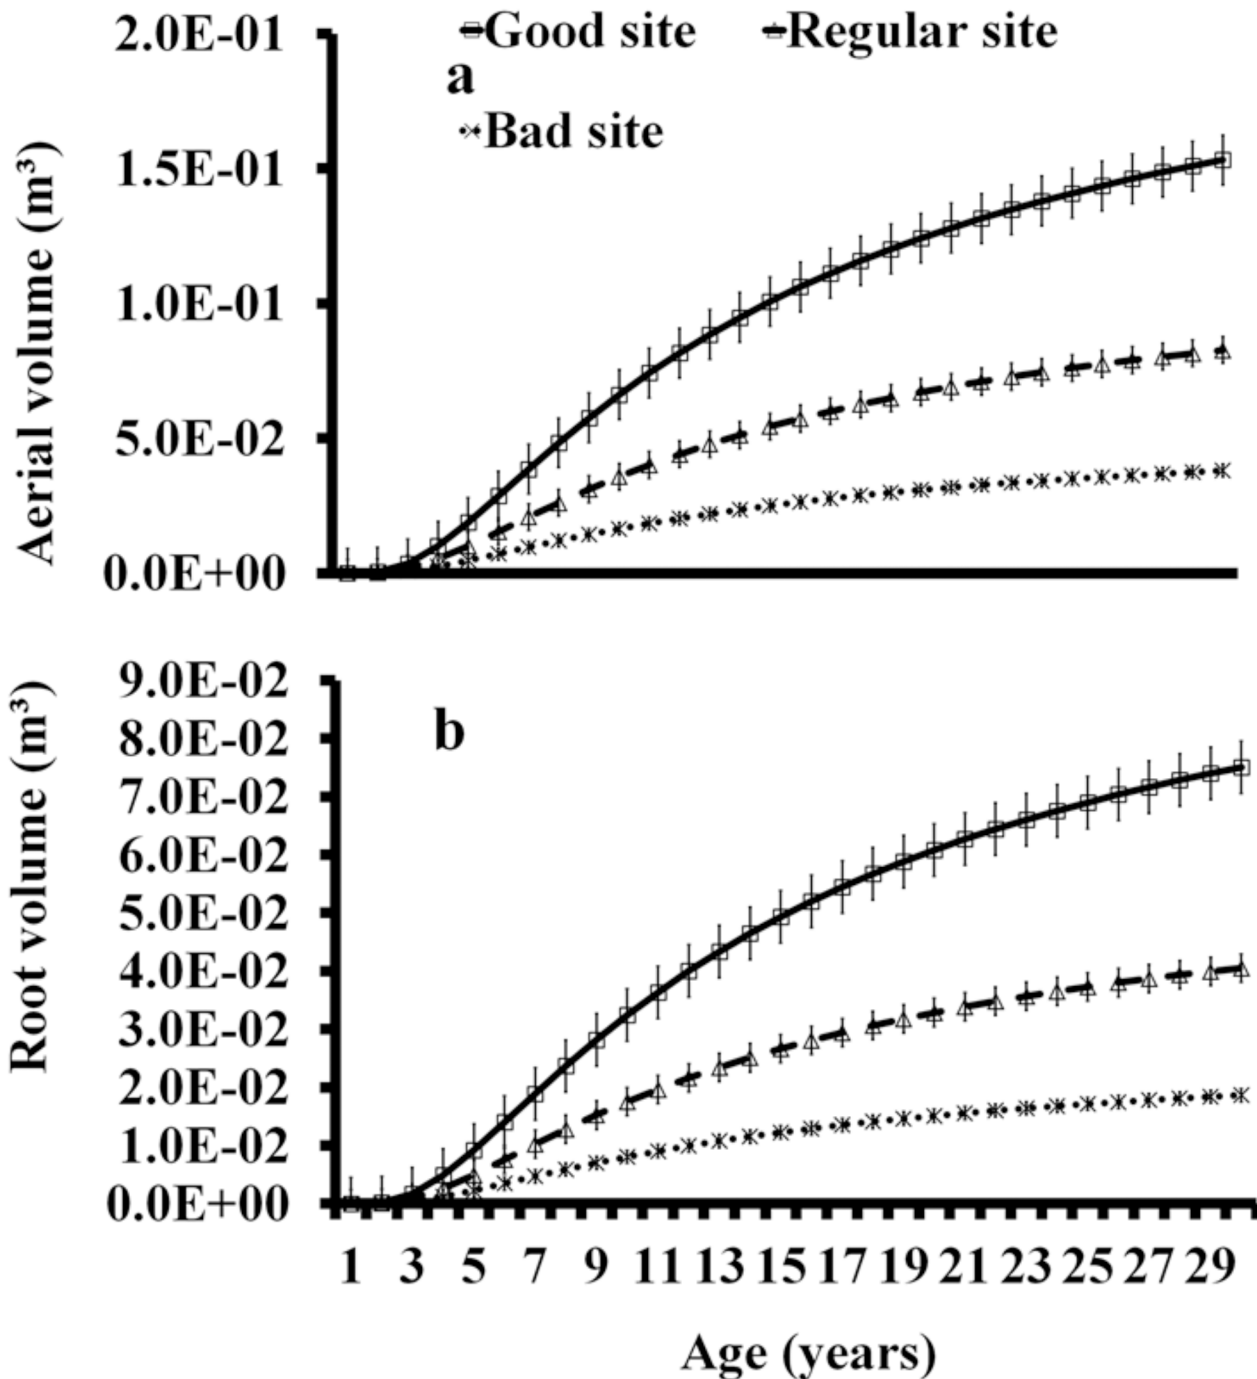 Good site
Regular site
a
Bad site
2.0E-01
1.5E-01
1.0E-01
5.0E-02
0.0E+00
Aerial volume (m³)
b
9.0E-02
8.0E-02
7.0E-02
6.0E-02
5.0E-02
4.0E-02
3.0E-02
2.0E-02
1.0E-02
0.0E+00
Root volume (m³)
1 3 5 7 9 11 13 15 17 19 21 23 25 27 29
Age (years)